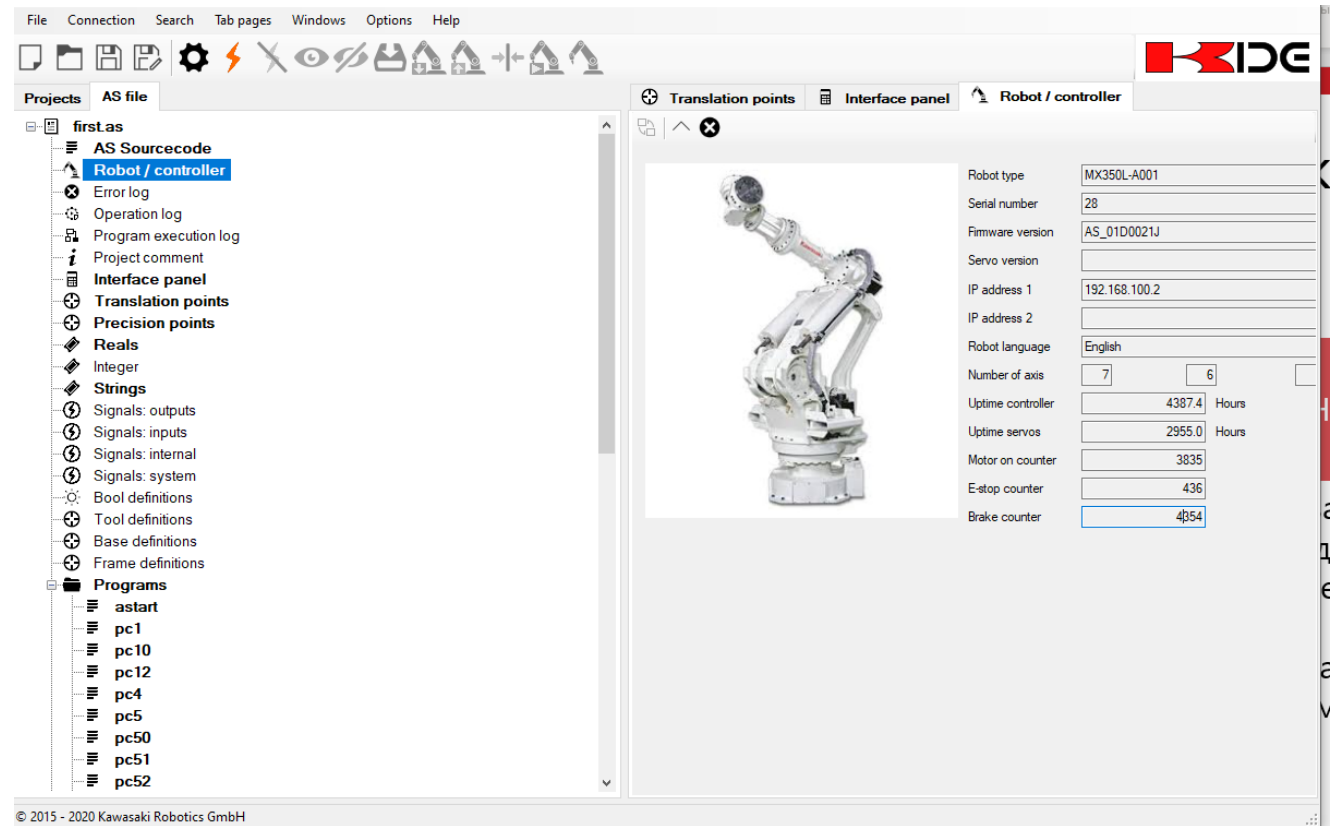 File Connection Search Tab pages Windows Options Help
KIDE
Projects AS file
Translation points Interface panel Robot / controller
first.as
AS Sourcecode
Robot / controller
Error log
Operation log
Program execution log
Project comment
Interface panel
Translation points
Precision points
Reals
Integer
Strings
Signals: outputs
Signals: inputs
Signals: internal
Signals: system
Bool definitions
Tool definitions
Base definitions
Frame definitions
Programs
astart
pc1
pc10
pc12
pc4
pc5
pc50
pc51
pc52
Robot type MX350L-A001
Serial number 28
Firmware version AS_01D0021J
Servo version
IP address 1 192.168.100.2
IP address 2
Robot language English
Number of axis 7 6
Uptime controller 4387.4 Hours
Uptime servos 2955.0 Hours
Motor on counter 3835
E-stop counter 436
Brake counter 4354
© 2015 - 2020 Kawasaki Robotics GmbH